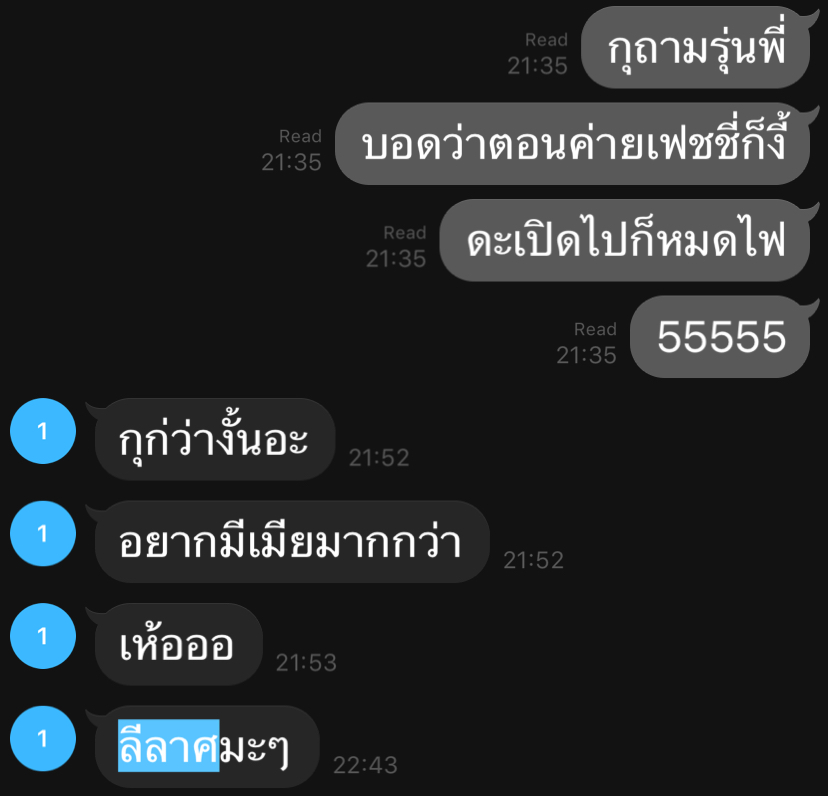 กุถามรุ่นพี่
Read
21:35
บอดว่าตอนค่ายเฟชชี่ก็งี้
Read
21:35
ดะเปิดไปก็หมดไฟ
Read
21:35
55555
Read
21:35
1
กุก่ว่างั้นอะ
21:52
1
อยากมีเมียมากกว่า
21:52
1
เห้อออ
21:53
1
ลีลาศมะๆ
22:43